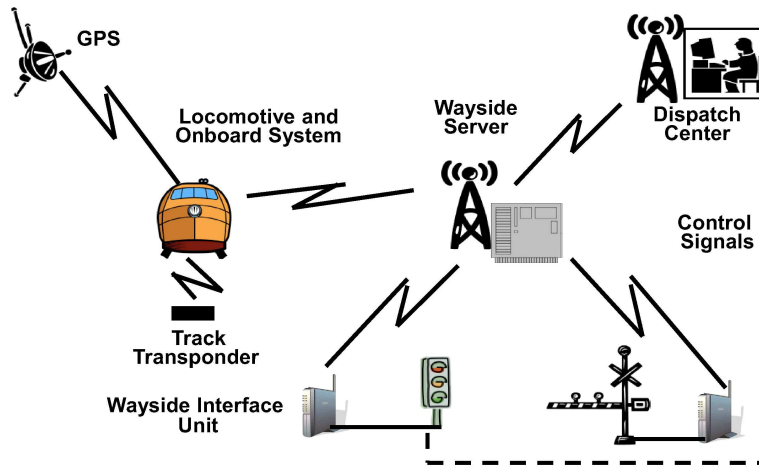 GPS
Locomotive and
Onboard System
Wayside
Server
Dispatch
Center
Control
Signals
Track
Transponder
Wayside Interface
Unit